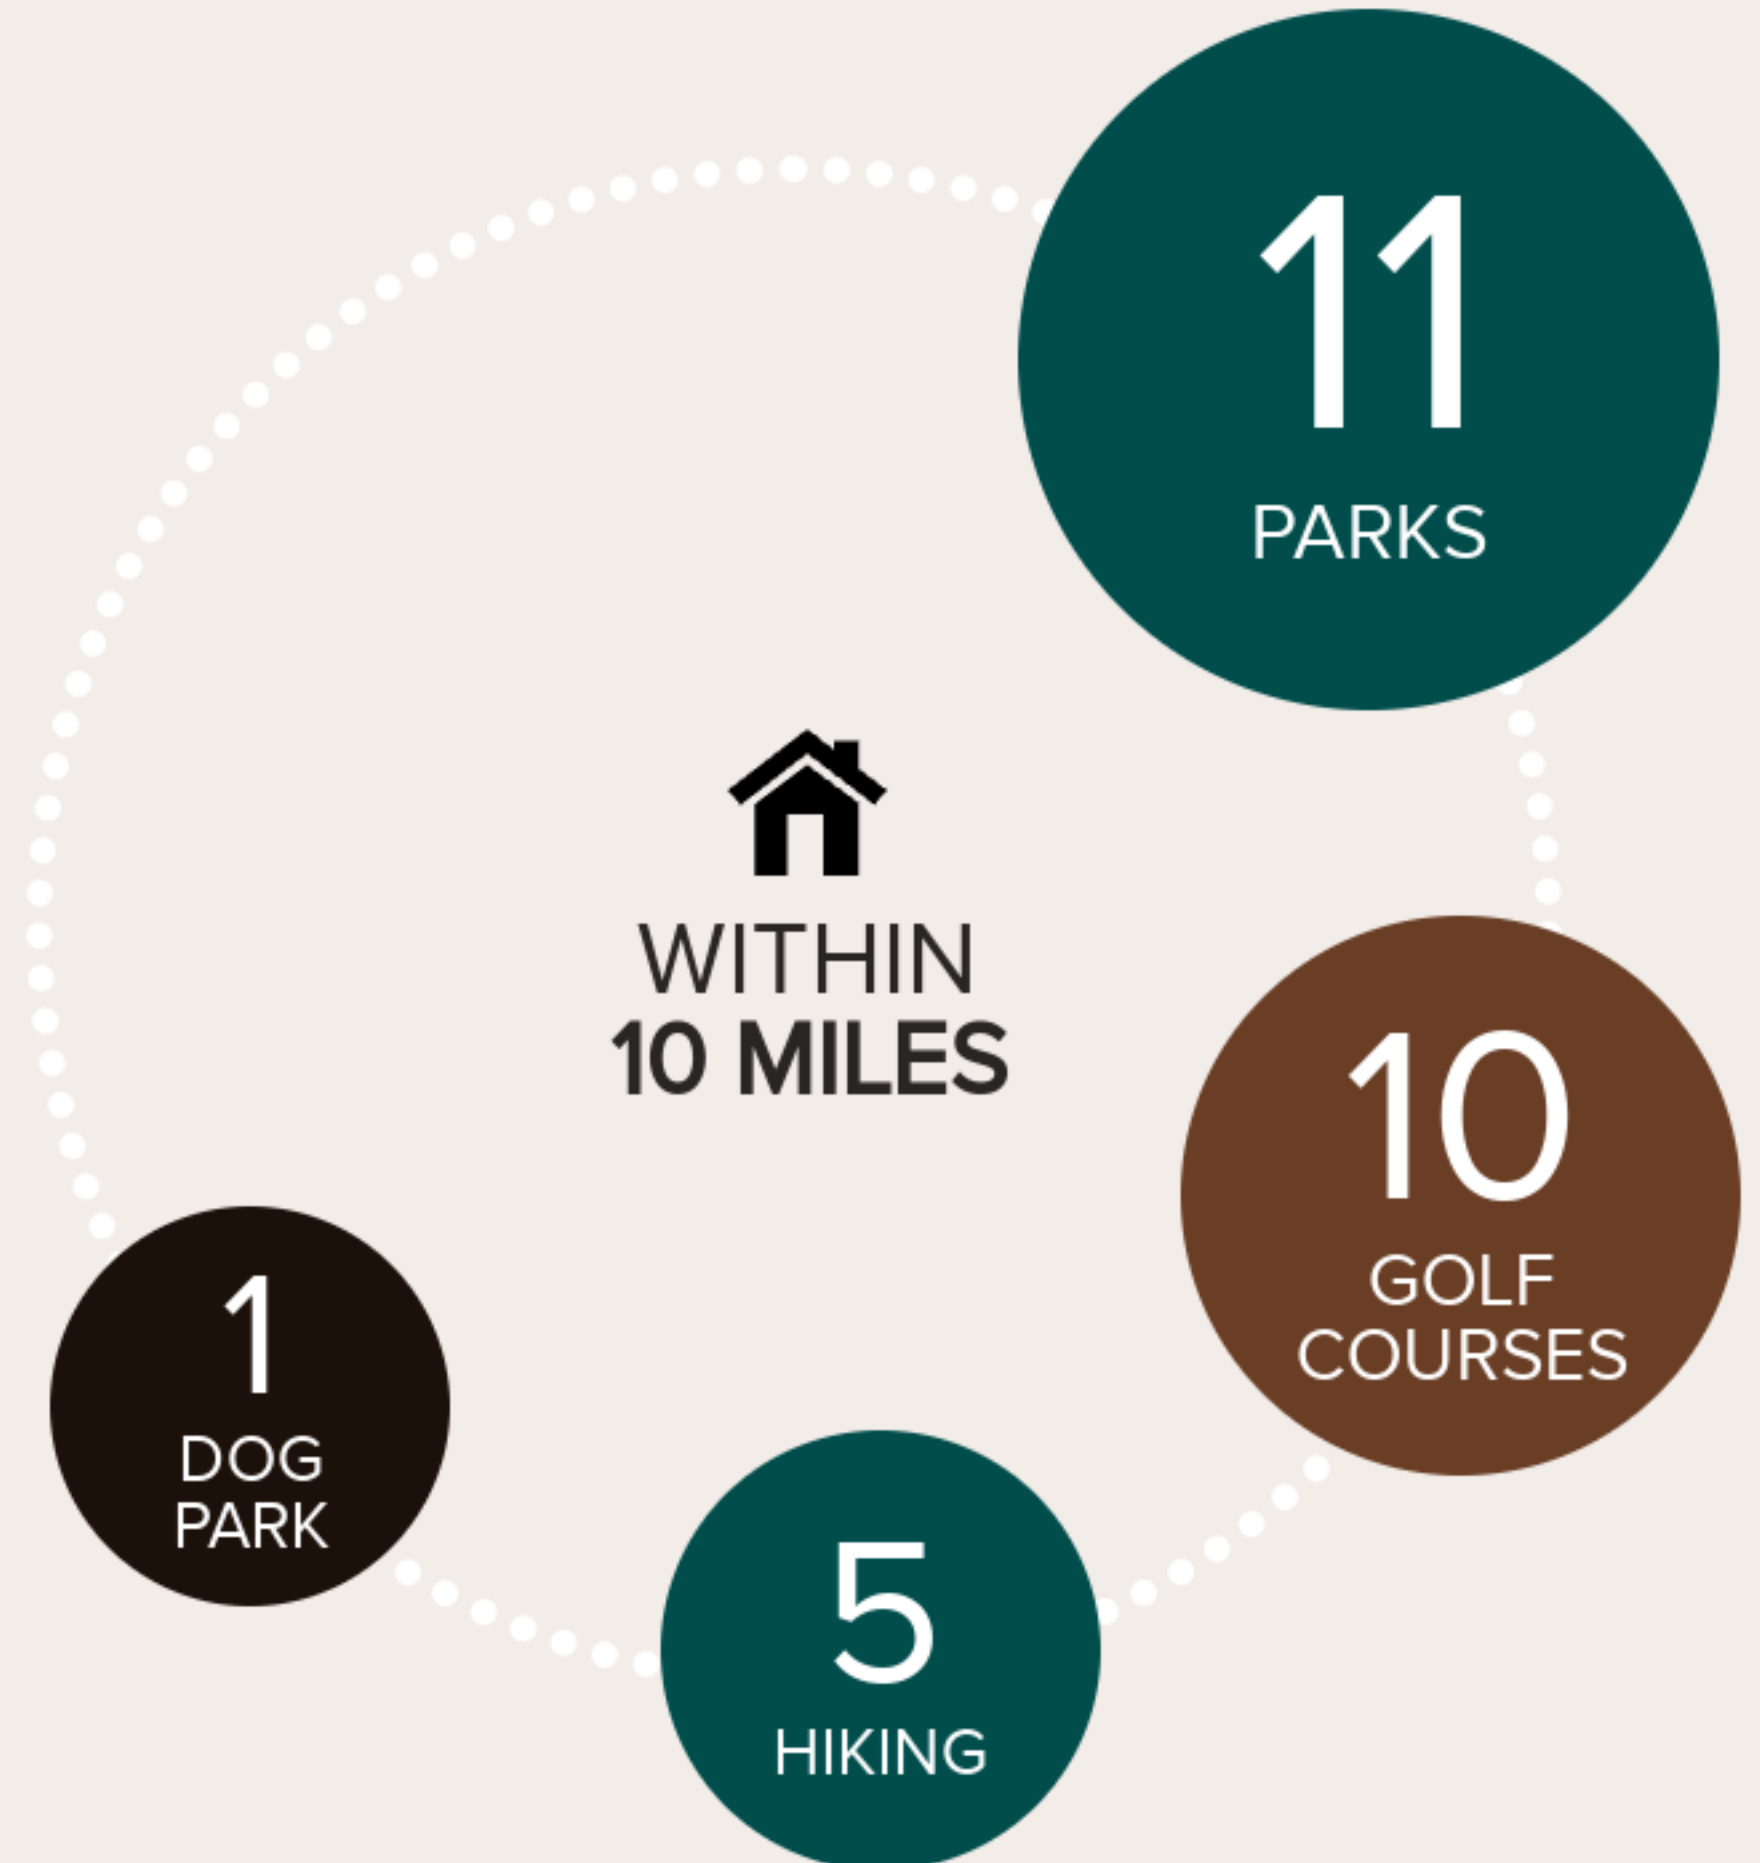 11
PARKS
WITHIN
10 MILES
10
GOLF
COURSES
1
DOG
PARK
5
HIKING